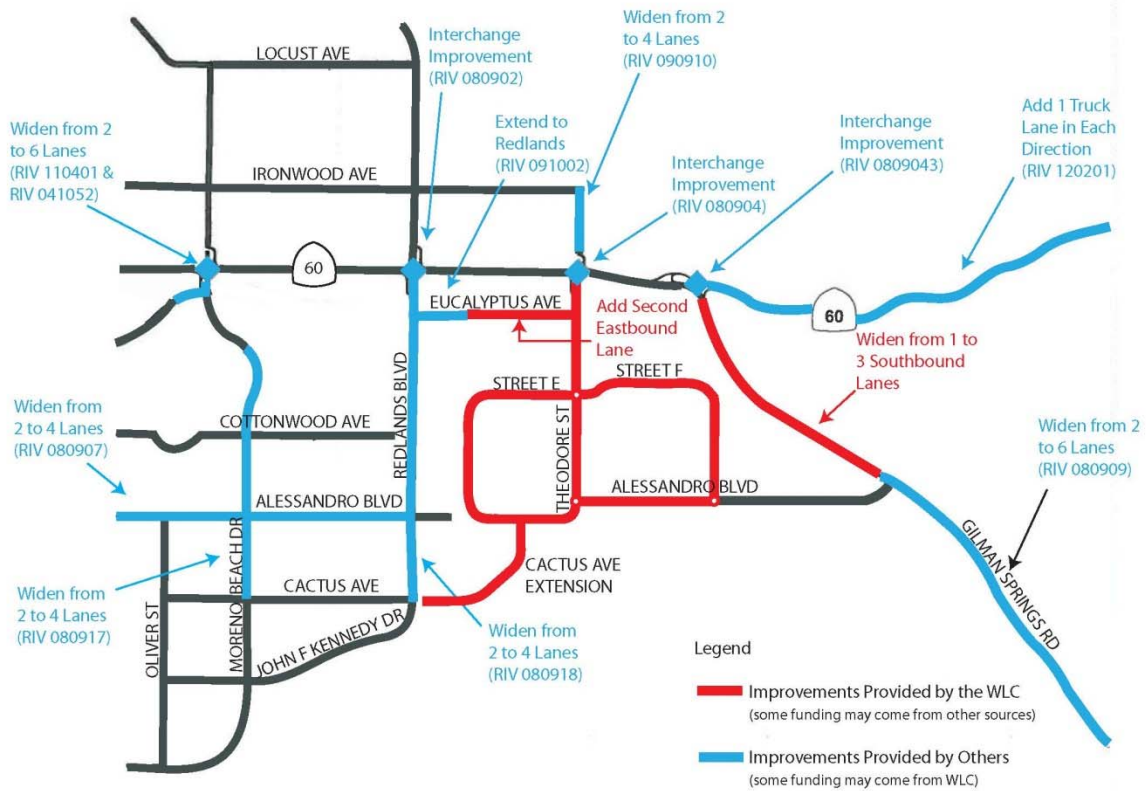 Widen from 2
to 4 Lanes
(RIV 090910)
Interchange
Improvement
(RIV 080902)
LOCUST AVE
Extend to
Redlands
(RIV 091002)
Add 1 Truck
Lane in Each
Direction
(RIV 120201)
Widen from 2
to 6 Lanes
(RIV 110401 &
RIV 041052)
Interchange
Improvement
(RIV 0809043)
Interchange
Improvement
(RIV 080904)
IRONWOOD AVE
60
EUCALYPTUS AVE
Add Second
Eastbound
Lane
60
Widen from 1 to
3 Southbound
Lanes
REDLANDS BLVD
STREET E
STREET F
THEODORE ST
Widen from
2 to 4 Lanes
(RIV 080907)
COTTONWOOD AVE
Widen from 2
to 6 Lanes
(RIV 080909)
ALESSANDRO BLVD
ALESSANDRO BLVD
GILMAN SPRINGS RD
Widen from
2 to 4 Lanes
(RIV 080917)
OLIVER ST
MORENO BEACH DR
CACTUS AVE
CACTUS AVE
EXTENSION
JOHN F KENNEDY DR
Widen from
2 to 4 Lanes
(RIV 080918)
Legend
Improvements Provided by the WLC
(some funding may come from other sources)
Improvements Provided by Others
(some funding may come from WLC)